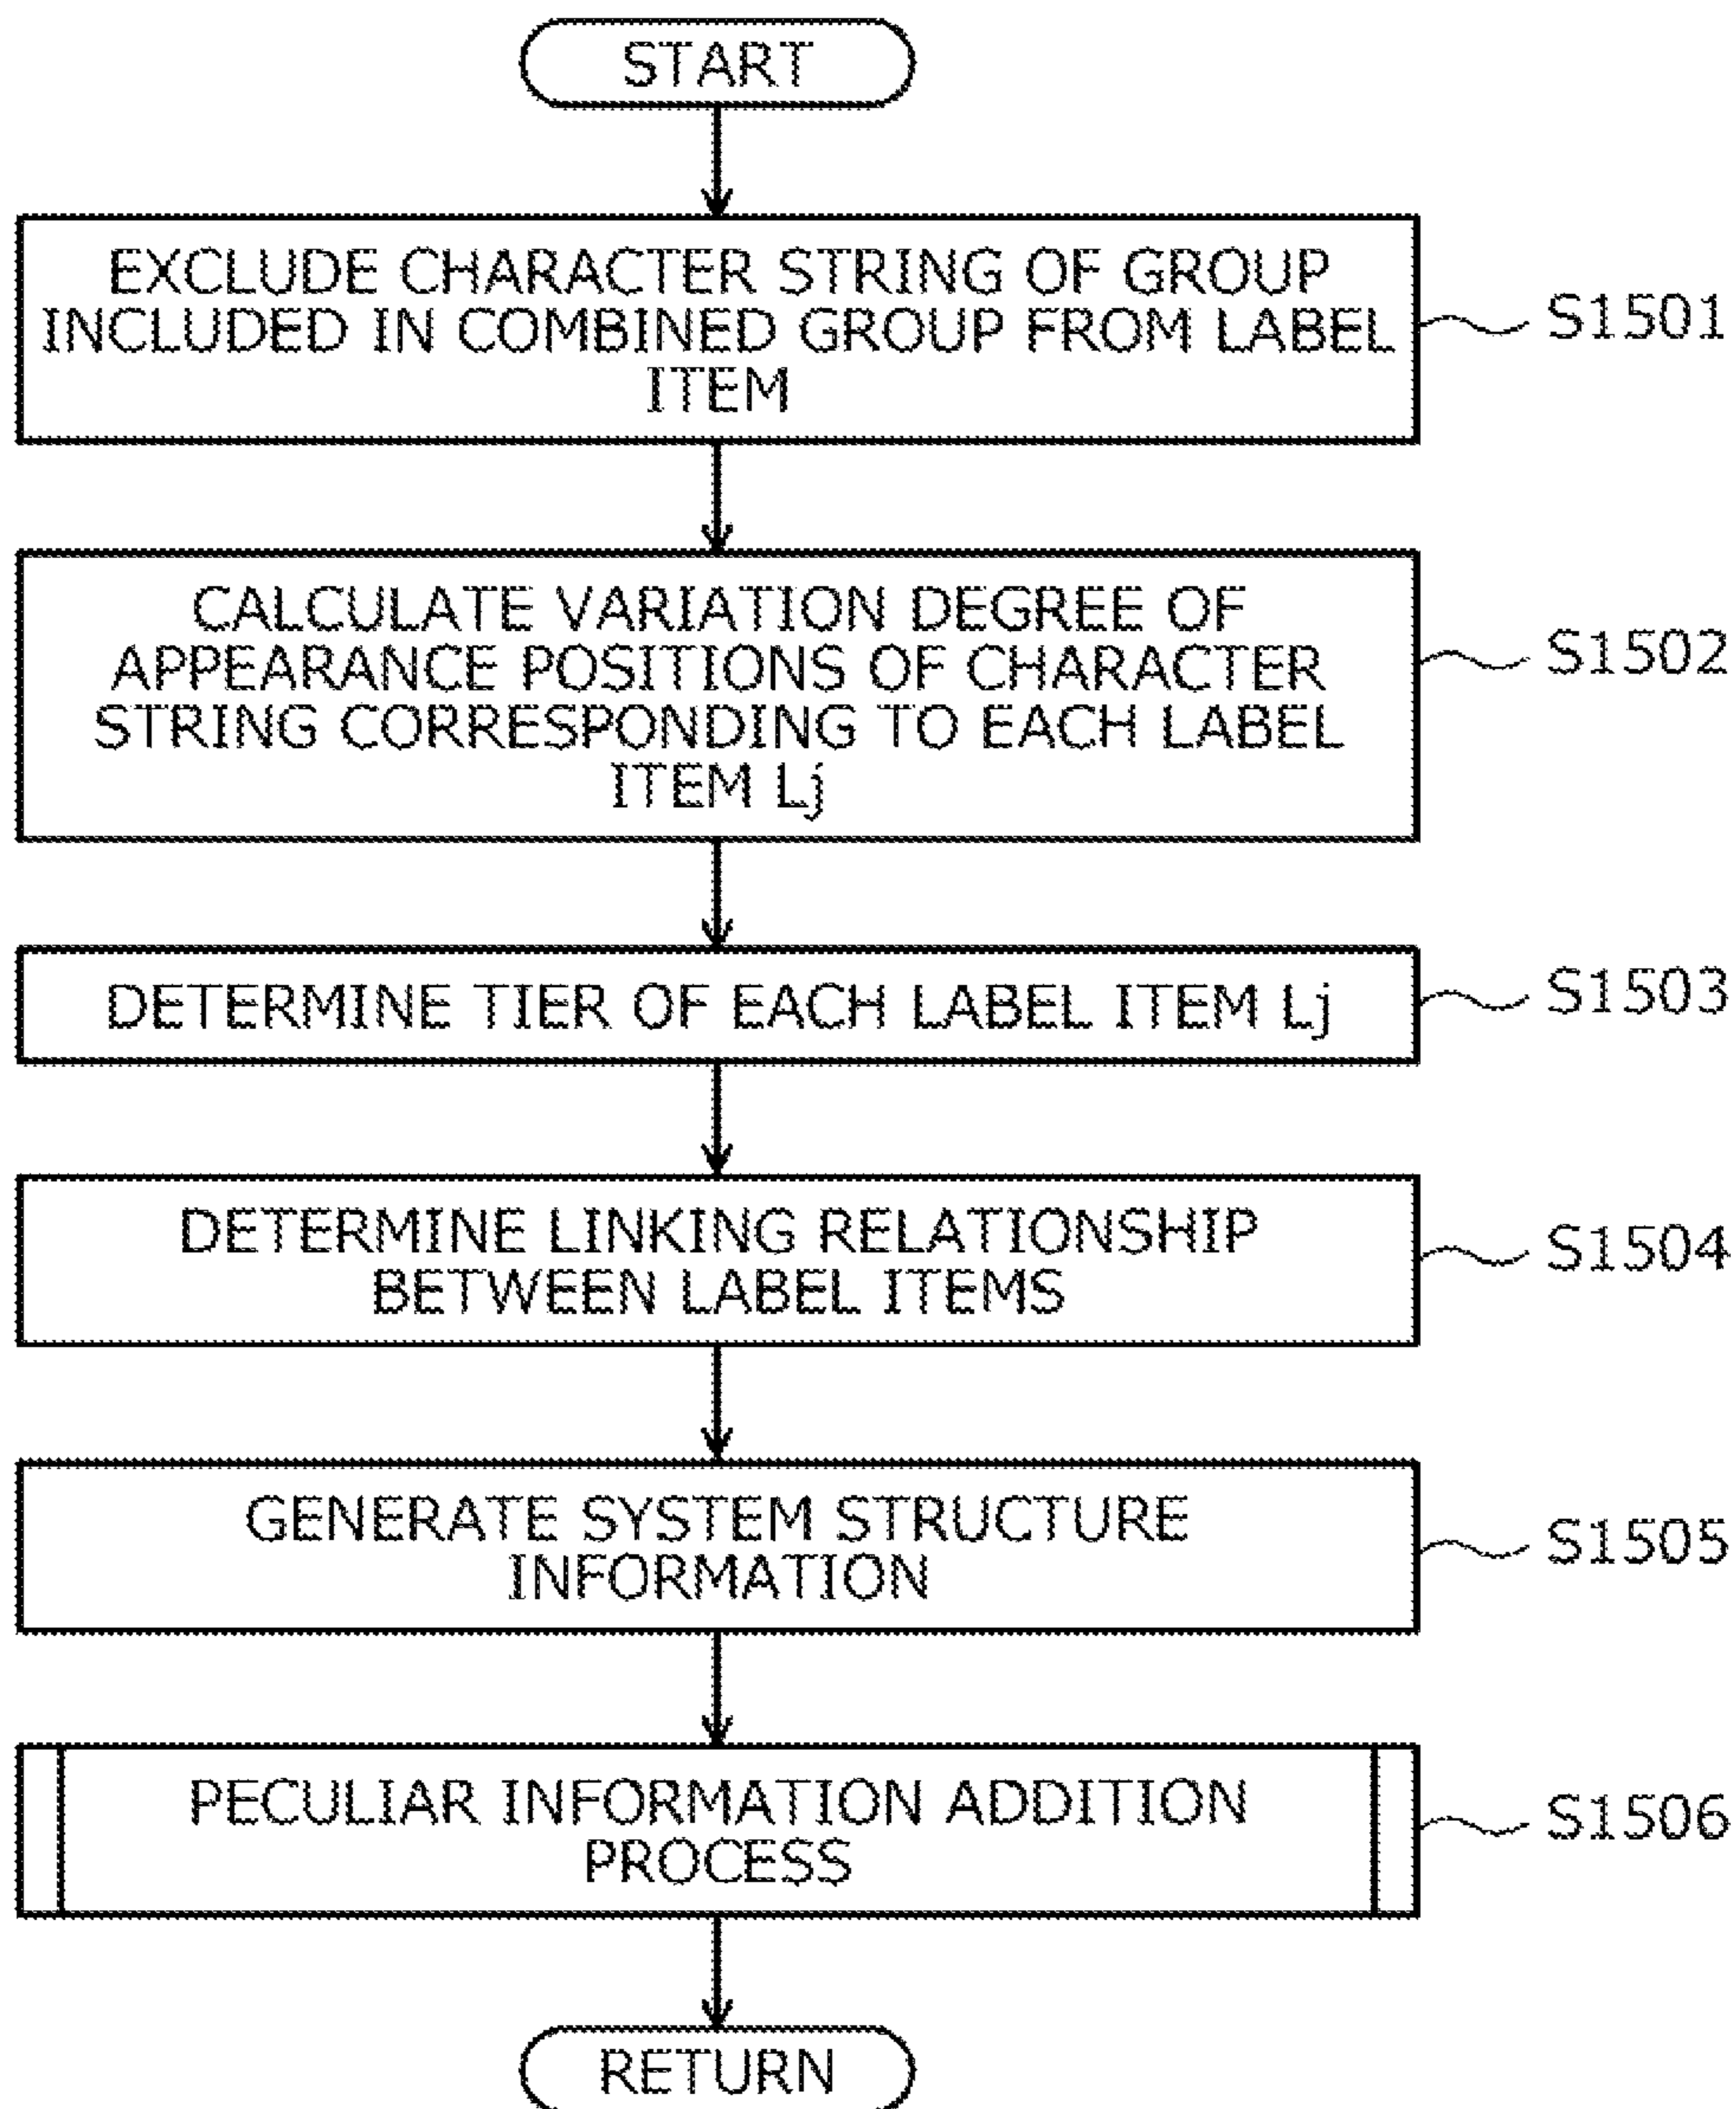 START
EXCLUDE CHARACTER STRING OF GROUP
INCLUDED IN COMBINED GROUP FROM LABEL
ITEM
S1501
CALCULATE VARIATION DEGREE OF
APPEARANCE POSITIONS OF CHARACTER
STRING CORRESPONDING TO EACH LABEL
ITEM Lj
S1502
DETERMINE TIER OF EACH LABEL ITEM Lj
S1503
DETERMINE LINKING RELATIONSHIP
BETWEEN LABEL ITEMS
S1504
GENERATE SYSTEM STRUCTURE
INFORMATION
S1505
PECULIAR INFORMATION ADDITION
PROCESS
S1506
RETURN